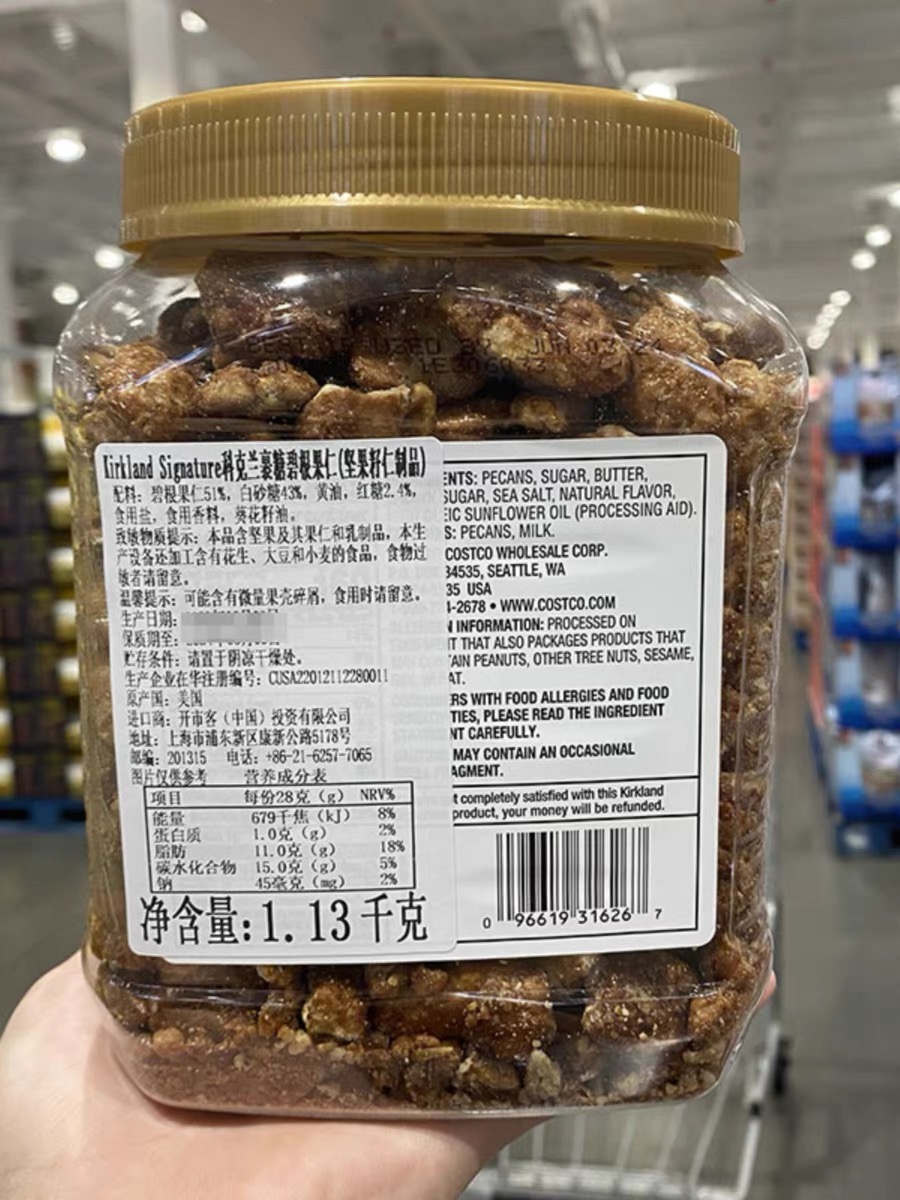 BEST IF USED BY JUN 03 24
Kirkland Signature科克兰裹糖碧根果仁(坚果籽仁制品)
配料：碧根果仁51%，白砂糖43%，黄油，红糖2.4%，
食用盐，食用香料，葵花籽油。
致敏物质提示：本品含坚果及其果仁和乳制品，本生
产设备还加工含有花生、大豆和小麦的食品，食物过
敏者请留意。
温馨提示：可能含有微量果壳碎屑，食用时请留意。
生产日期：
保质期至：
贮存条件：请置于阴凉干燥处。
生产企业在华注册编号：CUSA22012112280011
原产国：美国
进口商：开市客（中国）投资有限公司
地址：上海市浦东新区康新公路5178号
邮编：201315 电话：+86-21-6257-7065
图片仅供参考 营养成分表
项目 每份28克（g） NRV%
能量 679千焦（kJ） 8%
蛋白质 1.0克（g） 2%
脂肪 11.0克（g） 18%
碳水化合物 15.0克（g） 5%
钠 45毫克（mg） 2%
净含量:1.13千克
ENTS: PECANS, SUGAR, BUTTER,
SUGAR, SEA SALT, NATURAL FLAVOR,
EIC SUNFLOWER OIL (PROCESSING AID).
S: PECANS, MILK.
COSTCO WHOLESALE CORP.
34535, SEATTLE, WA
35 USA
4-2678 • WWW.COSTCO.COM
N INFORMATION: PROCESSED ON
NT THAT ALSO PACKAGES PRODUCTS THAT
AIN PEANUTS, OTHER TREE NUTS, SESAME,
AT.
ERS WITH FOOD ALLERGIES AND FOOD
TIES, PLEASE READ THE INGREDIENT
NT CAREFULLY.
MAY CONTAIN AN OCCASIONAL
AGMENT.
t completely satisfied with this Kirkland
product, your money will be refunded.
0 96619 31626 7